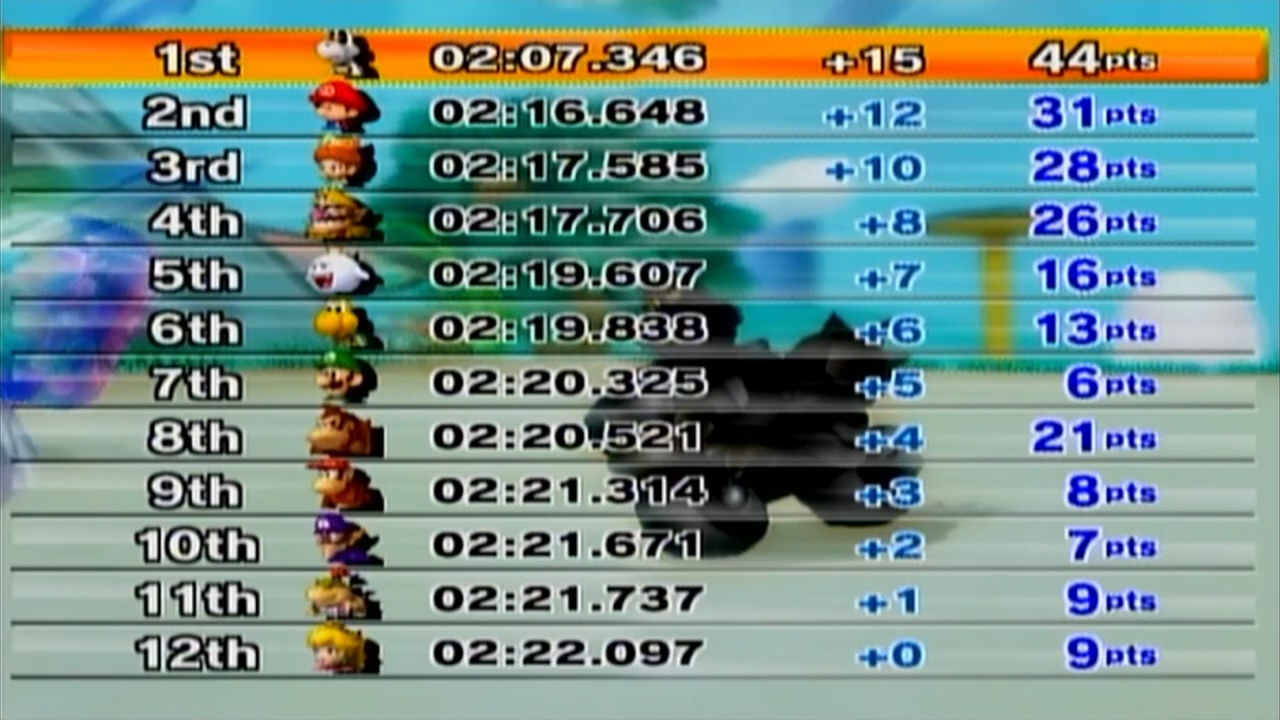 1st 02:07.346 +15 44pts
2nd 02:16.648 +12 31pts
3rd 02:17.585 +10 28pts
4th 02:17.706 +8 26pts
5th 02:19.607 +7 16pts
6th 02:19.838 +6 13pts
7th 02:20.325 +5 6pts
8th 02:20.521 +4 21pts
9th 02:21.314 +3 8pts
10th 02:21.671 +2 7pts
11th 02:21.737 +1 9pts
12th 02:22.097 +0 9pts